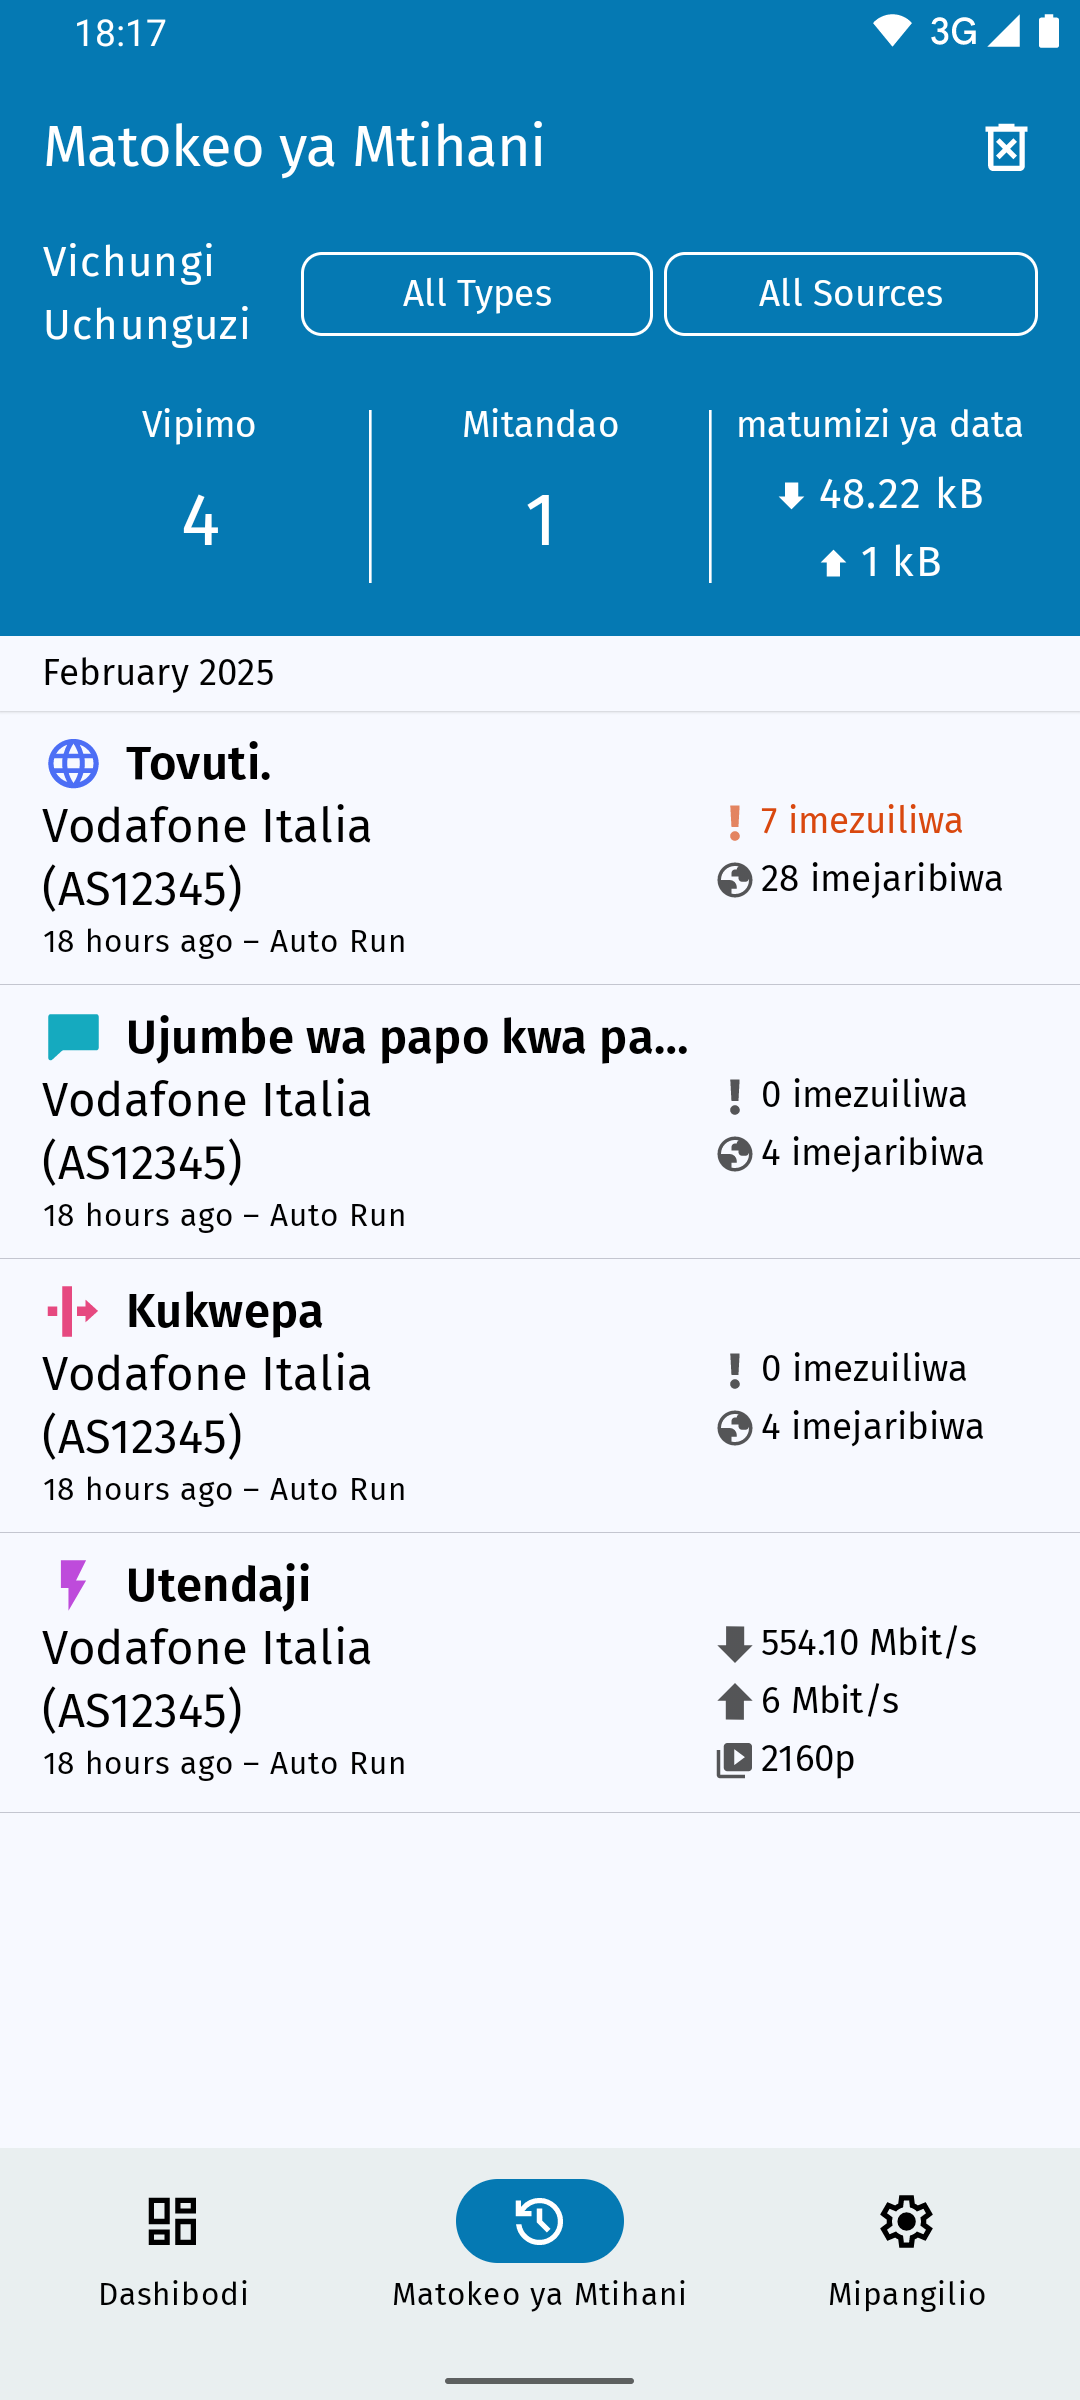 18:17
3G
Matokeo ya Mtihani
Vichungi
Uchunguzi
All Types
All Sources
Vipimo
4
Mitandao
1
matumizi ya data
48.22 kB
1 kB
February 2025
Tovuti.
Vodafone Italia
(AS12345)
18 hours ago – Auto Run
7 imezuiliwa
28 imejaribiwa
Ujumbe wa papo kwa pa...
Vodafone Italia
(AS12345)
18 hours ago – Auto Run
0 imezuiliwa
4 imejaribiwa
Kukwepa
Vodafone Italia
(AS12345)
18 hours ago – Auto Run
0 imezuiliwa
4 imejaribiwa
Utendaji
Vodafone Italia
(AS12345)
18 hours ago – Auto Run
554.10 Mbit/s
6 Mbit/s
2160p
Dashibodi
Matokeo ya Mtihani
Mipangilio